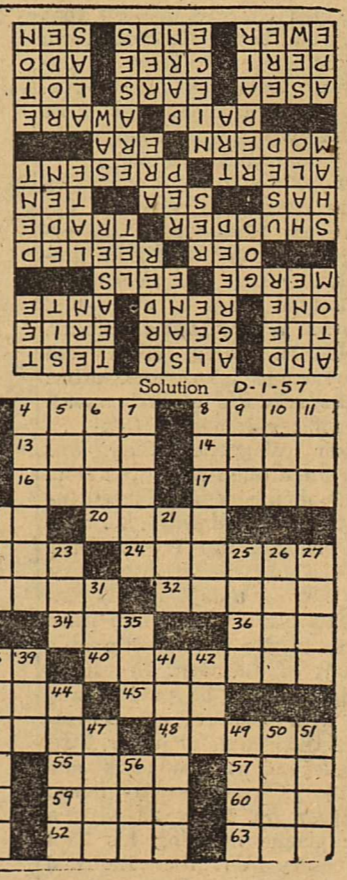 ADD ALSO TEST
TIE GEAR ERIE
ONE REND ANTE
MERGE EELS
OER REELED
SHUDDER TRADE
HAS SEA TEN
ALERT PRESENT
MODERN ERA
PAID AWARE
ASEA EARS LOT
PERI CREE ADO
EWER ENDS SEN
Solution D-1-57
4 5 6 7 8 9 10 11
13 14
16 17
20 21
23 24 25 26 27
31 32
34 35 36
39 40 41 42
44 45
47 48 49 50 51
55 56 57
59 60
62 63